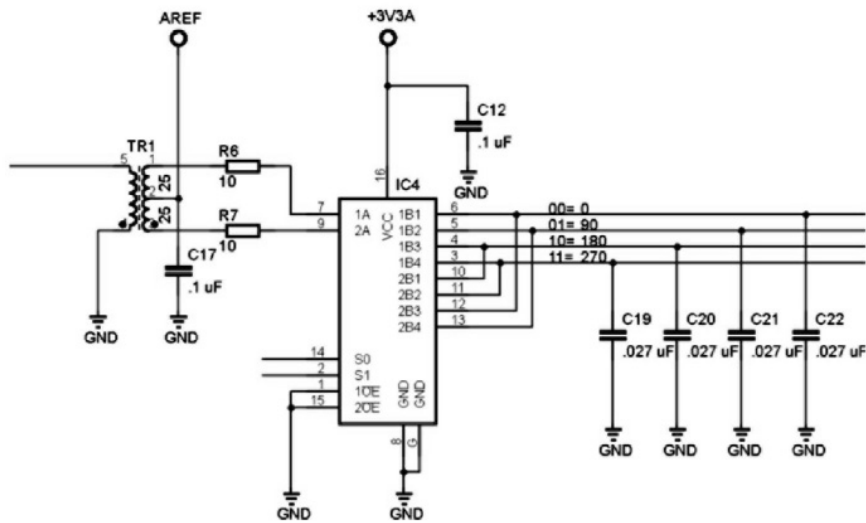 AREF
+3V3A
C12
.1 uF
GND
TR1
5
1
2
25
25
R6
10
R7
10
C17
.1 uF
GND
GND
16
IC4
VCC
7
1A
9
2A
14
S0
2
S1
1
1OE
15
2OE
1B1
6
1B2
5
1B3
4
1B4
3
2B1
10
2B2
11
2B3
12
2B4
13
GND
GND
8
G
GND
GND
00= 0
01= 90
10= 180
11= 270
C19
.027 uF
C20
.027 uF
C21
.027 uF
C22
.027 uF
GND
GND
GND
GND